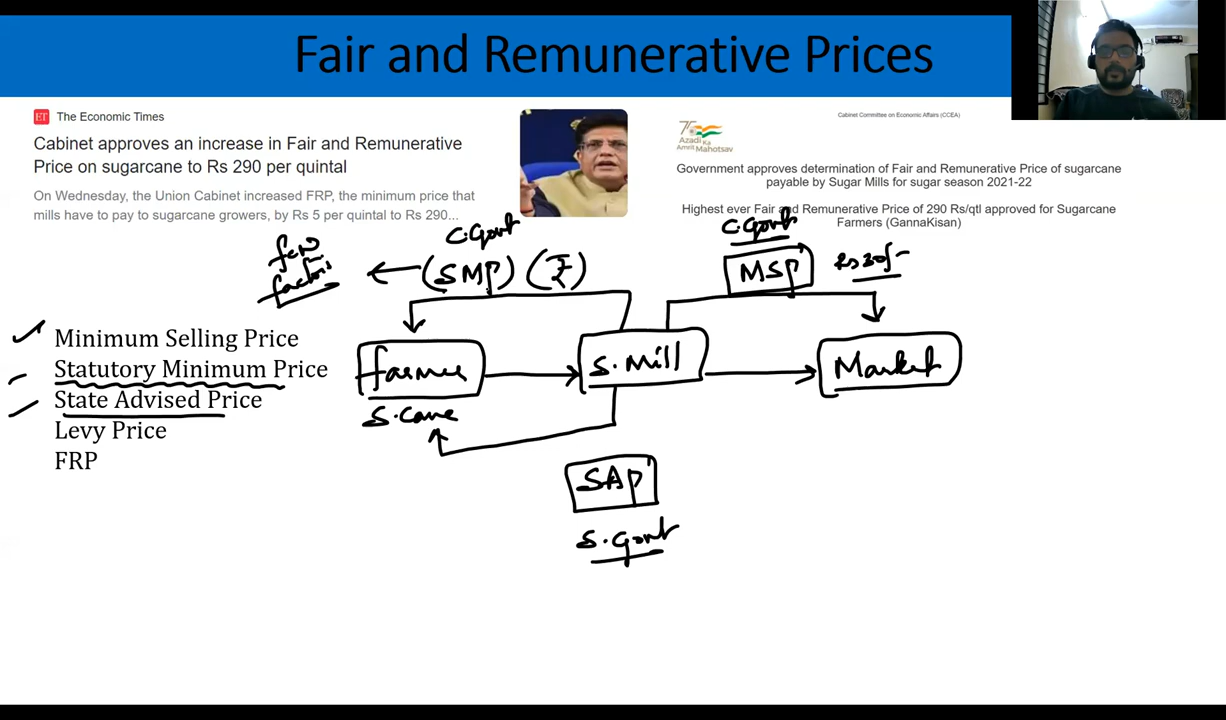 Fair and Remunerative Prices
ET The Economic Times
Cabinet approves an increase in Fair and Remunerative
Price on sugarcane to Rs 290 per quintal
On Wednesday, the Union Cabinet increased FRP, the minimum price that
mills have to pay to sugarcane growers, by Rs 5 per quintal to Rs 290...
Cabinet Committee on Economic Affairs (CCEA)
75
Azadi Ka
Amrit Mahotsav
Government approves determination of Fair and Remunerative Price of sugarcane
payable by Sugar Mills for sugar season 2021-22
Highest ever Fair and Remunerative Price of 290 Rs/qtl approved for Sugarcane
Farmers (GannaKisan)
C.Govt
C.Govt
few
factors
(SMP) (₹)
MSP
Minimum Selling Price
Statutory Minimum Price
State Advised Price
Levy Price
FRP
Farmer
S.Mill
Market
S.Cane
SAP
S.Govt